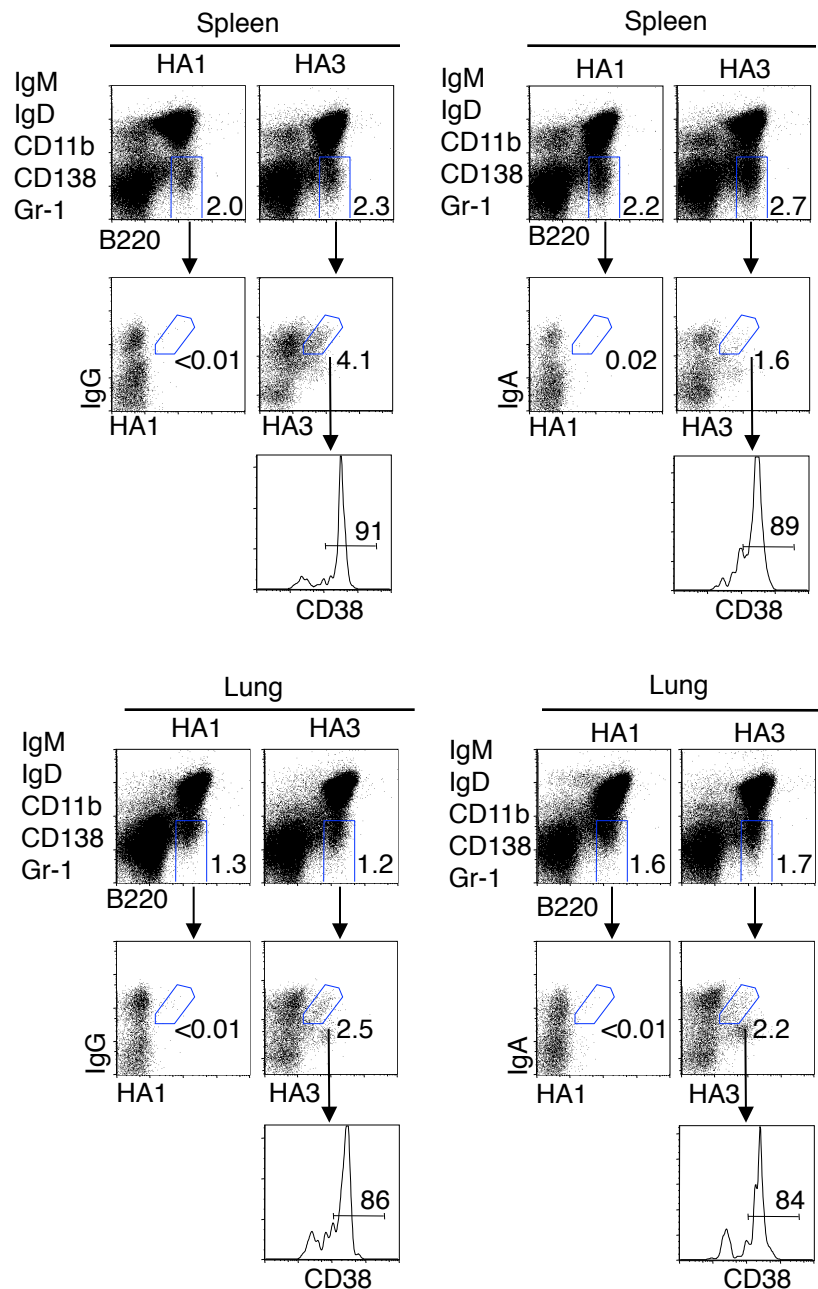 Spleen
HA1 HA3
IgM
IgD
CD11b
CD138
Gr-1
2.0 2.3
B220
<0.01 4.1
IgG
HA1 HA3
91
CD38
Spleen
HA1 HA3
IgM
IgD
CD11b
CD138
Gr-1
2.2 2.7
B220
0.02 1.6
IgA
HA1 HA3
89
CD38
Lung
HA1 HA3
IgM
IgD
CD11b
CD138
Gr-1
1.3 1.2
B220
<0.01 2.5
IgG
HA1 HA3
86
CD38
Lung
HA1 HA3
IgM
IgD
CD11b
CD138
Gr-1
1.6 1.7
B220
<0.01 2.2
IgA
HA1 HA3
84
CD38